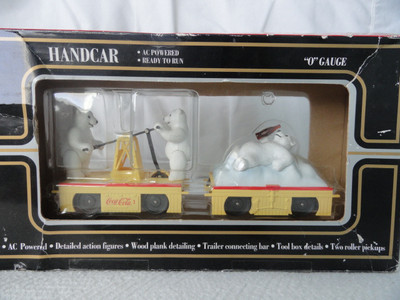 HANDCAR
• AC POWERED
• READY TO RUN
"O" GAUGE
Coca-Cola
• AC Powered • Detailed action figures • Wood plank detailing • Trailer connecting bar • Tool box details • Two roller pickups